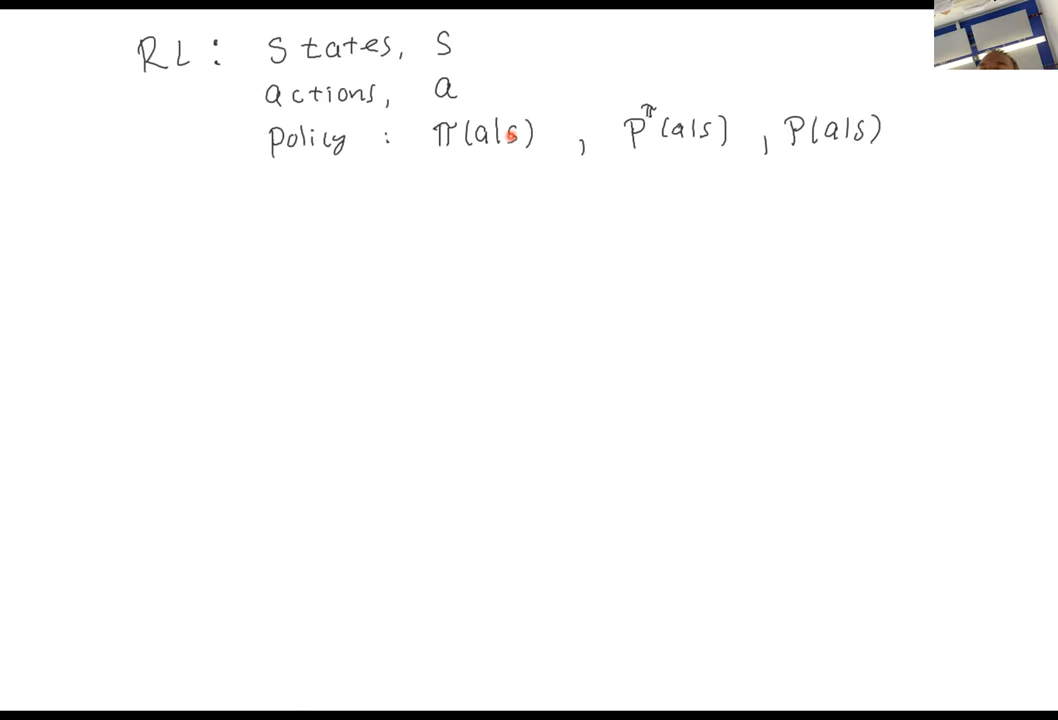 RL: States, S
actions, a
Policy : π(a|s) , P^π(a|s) , P(a|s)